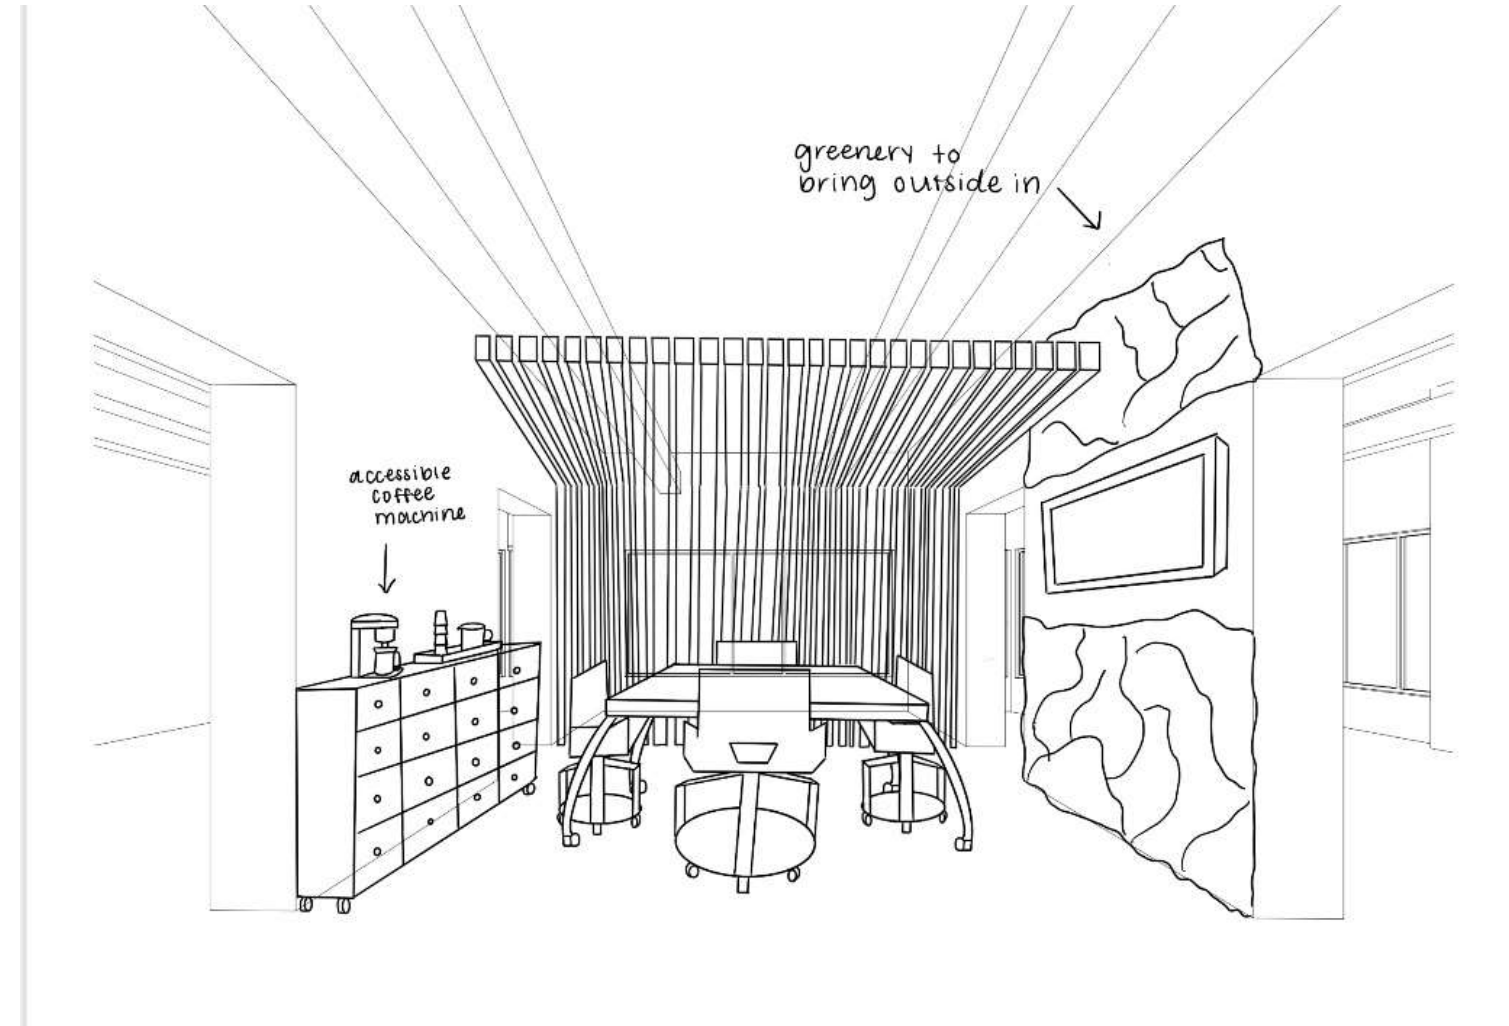 greenery to
bring outside in
accessible
coffee
machine